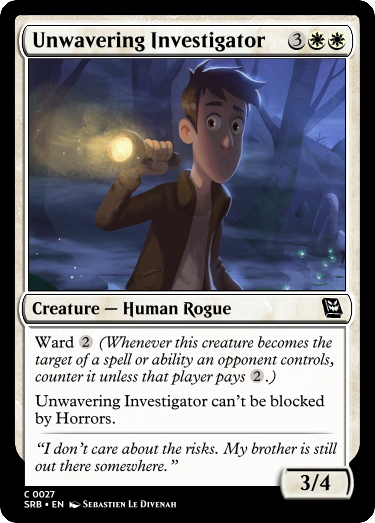 Unwavering Investigator 3
Creature — Human Rogue
Ward 2 (Whenever this creature becomes the
target of a spell or ability an opponent controls,
counter it unless that player pays 2.)
Unwavering Investigator can't be blocked
by Horrors.
“I don't care about the risks. My brother is still
out there somewhere.”
3/4
C 0027
SRB • EN Sebastien Le Divenah